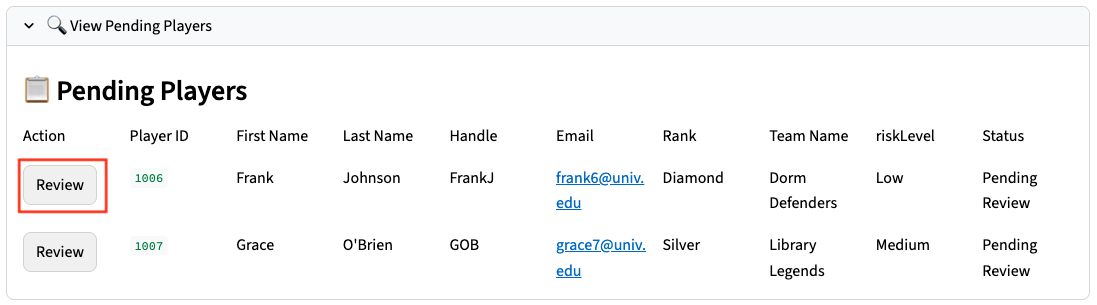 🔍 View Pending Players
📋 Pending Players
Action Player ID First Name Last Name Handle Email Rank Team Name riskLevel Status
Review 1006 Frank Johnson FrankJ frank6@univ. Diamond Dorm Low Pending
edu Defenders Review
Review 1007 Grace O'Brien GOB grace7@univ. Silver Library Medium Pending
edu Legends Review